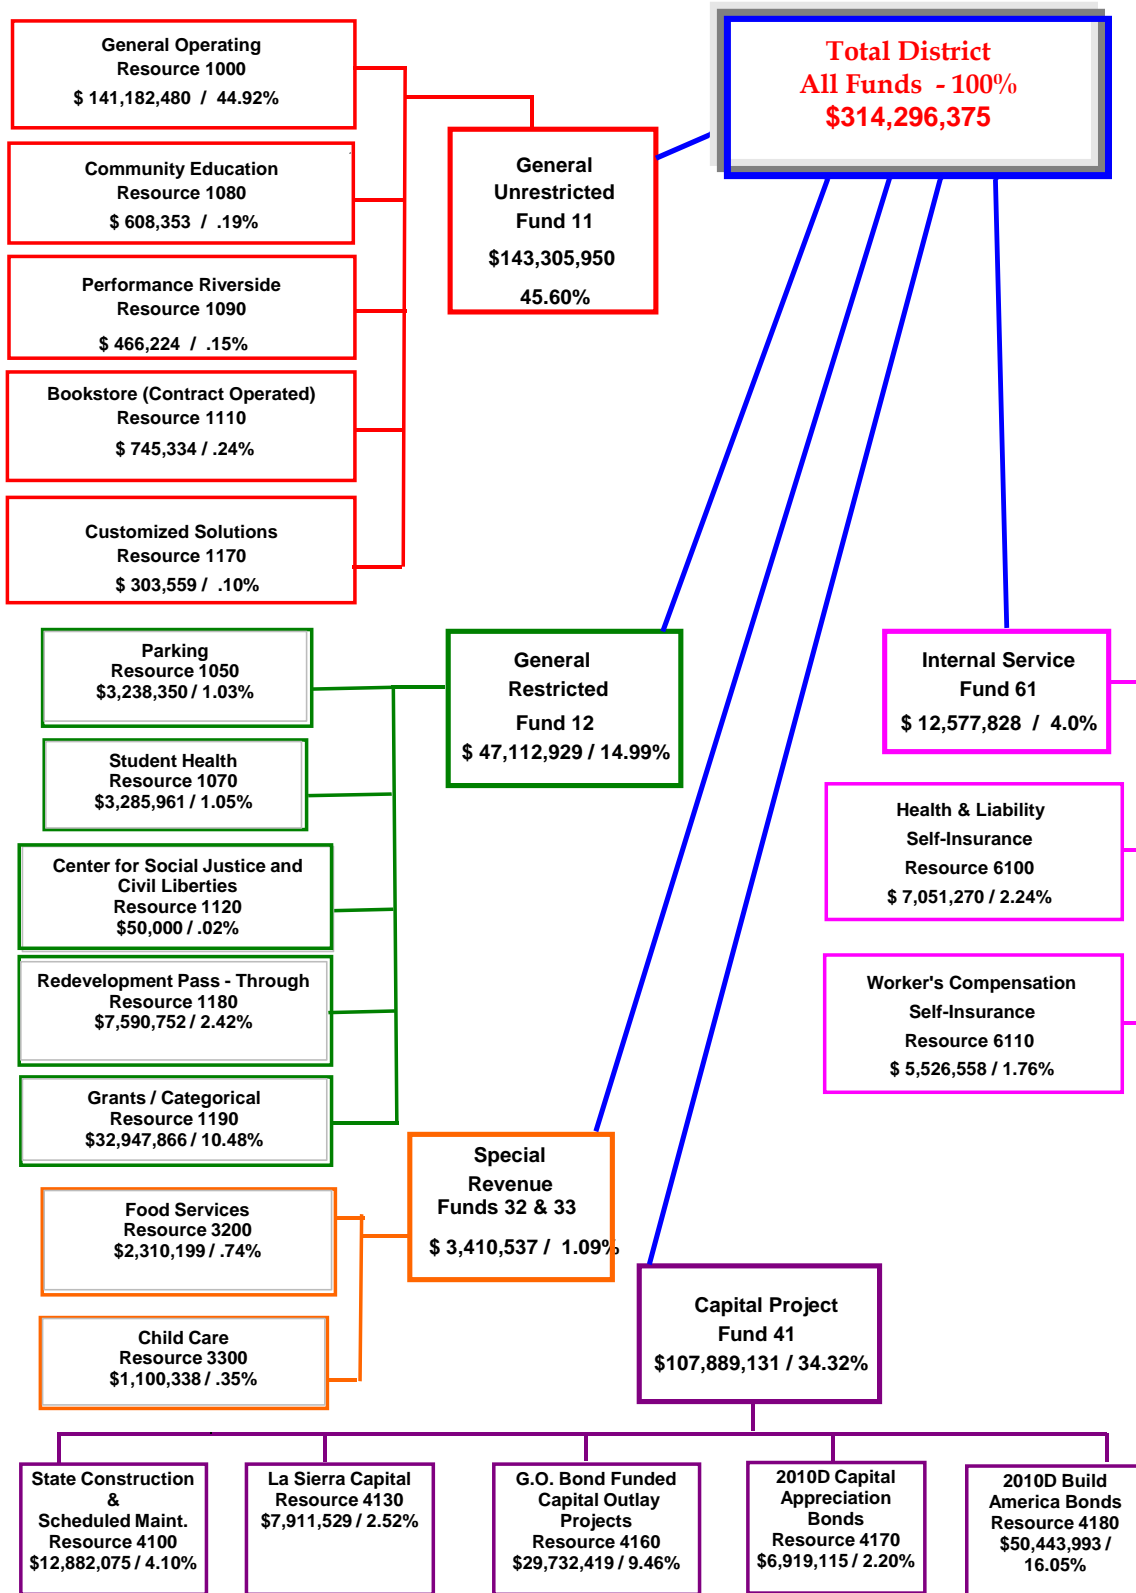 Total District
All Funds - 100%
$314,296,375
General Operating
Resource 1000
$ 141,182,480 / 44.92%
Community Education
Resource 1080
$ 608,353 / .19%
Performance Riverside
Resource 1090
$ 466,224 / .15%
Bookstore (Contract Operated)
Resource 1110
$ 745,334 / .24%
Customized Solutions
Resource 1170
$ 303,559 / .10%
General
Unrestricted
Fund 11
$143,305,950
45.60%
Parking
Resource 1050
$3,238,350 / 1.03%
Student Health
Resource 1070
$3,285,961 / 1.05%
Center for Social Justice and
Civil Liberties
Resource 1120
$50,000 / .02%
Redevelopment Pass - Through
Resource 1180
$7,590,752 / 2.42%
Grants / Categorical
Resource 1190
$32,947,866 / 10.48%
General
Restricted
Fund 12
$ 47,112,929 / 14.99%
Internal Service
Fund 61
$ 12,577,828 / 4.0%
Health & Liability
Self-Insurance
Resource 6100
$ 7,051,270 / 2.24%
Worker's Compensation
Self-Insurance
Resource 6110
$ 5,526,558 / 1.76%
Food Services
Resource 3200
$2,310,199 / .74%
Child Care
Resource 3300
$1,100,338 / .35%
Special
Revenue
Funds 32 & 33
$ 3,410,537 / 1.09%
Capital Project
Fund 41
$107,889,131 / 34.32%
State Construction
&
Scheduled Maint.
Resource 4100
$12,882,075 / 4.10%
La Sierra Capital
Resource 4130
$7,911,529 / 2.52%
G.O. Bond Funded
Capital Outlay
Projects
Resource 4160
$29,732,419 / 9.46%
2010D Capital
Appreciation
Bonds
Resource 4170
$6,919,115 / 2.20%
2010D Build
America Bonds
Resource 4180
$50,443,993 /
16.05%